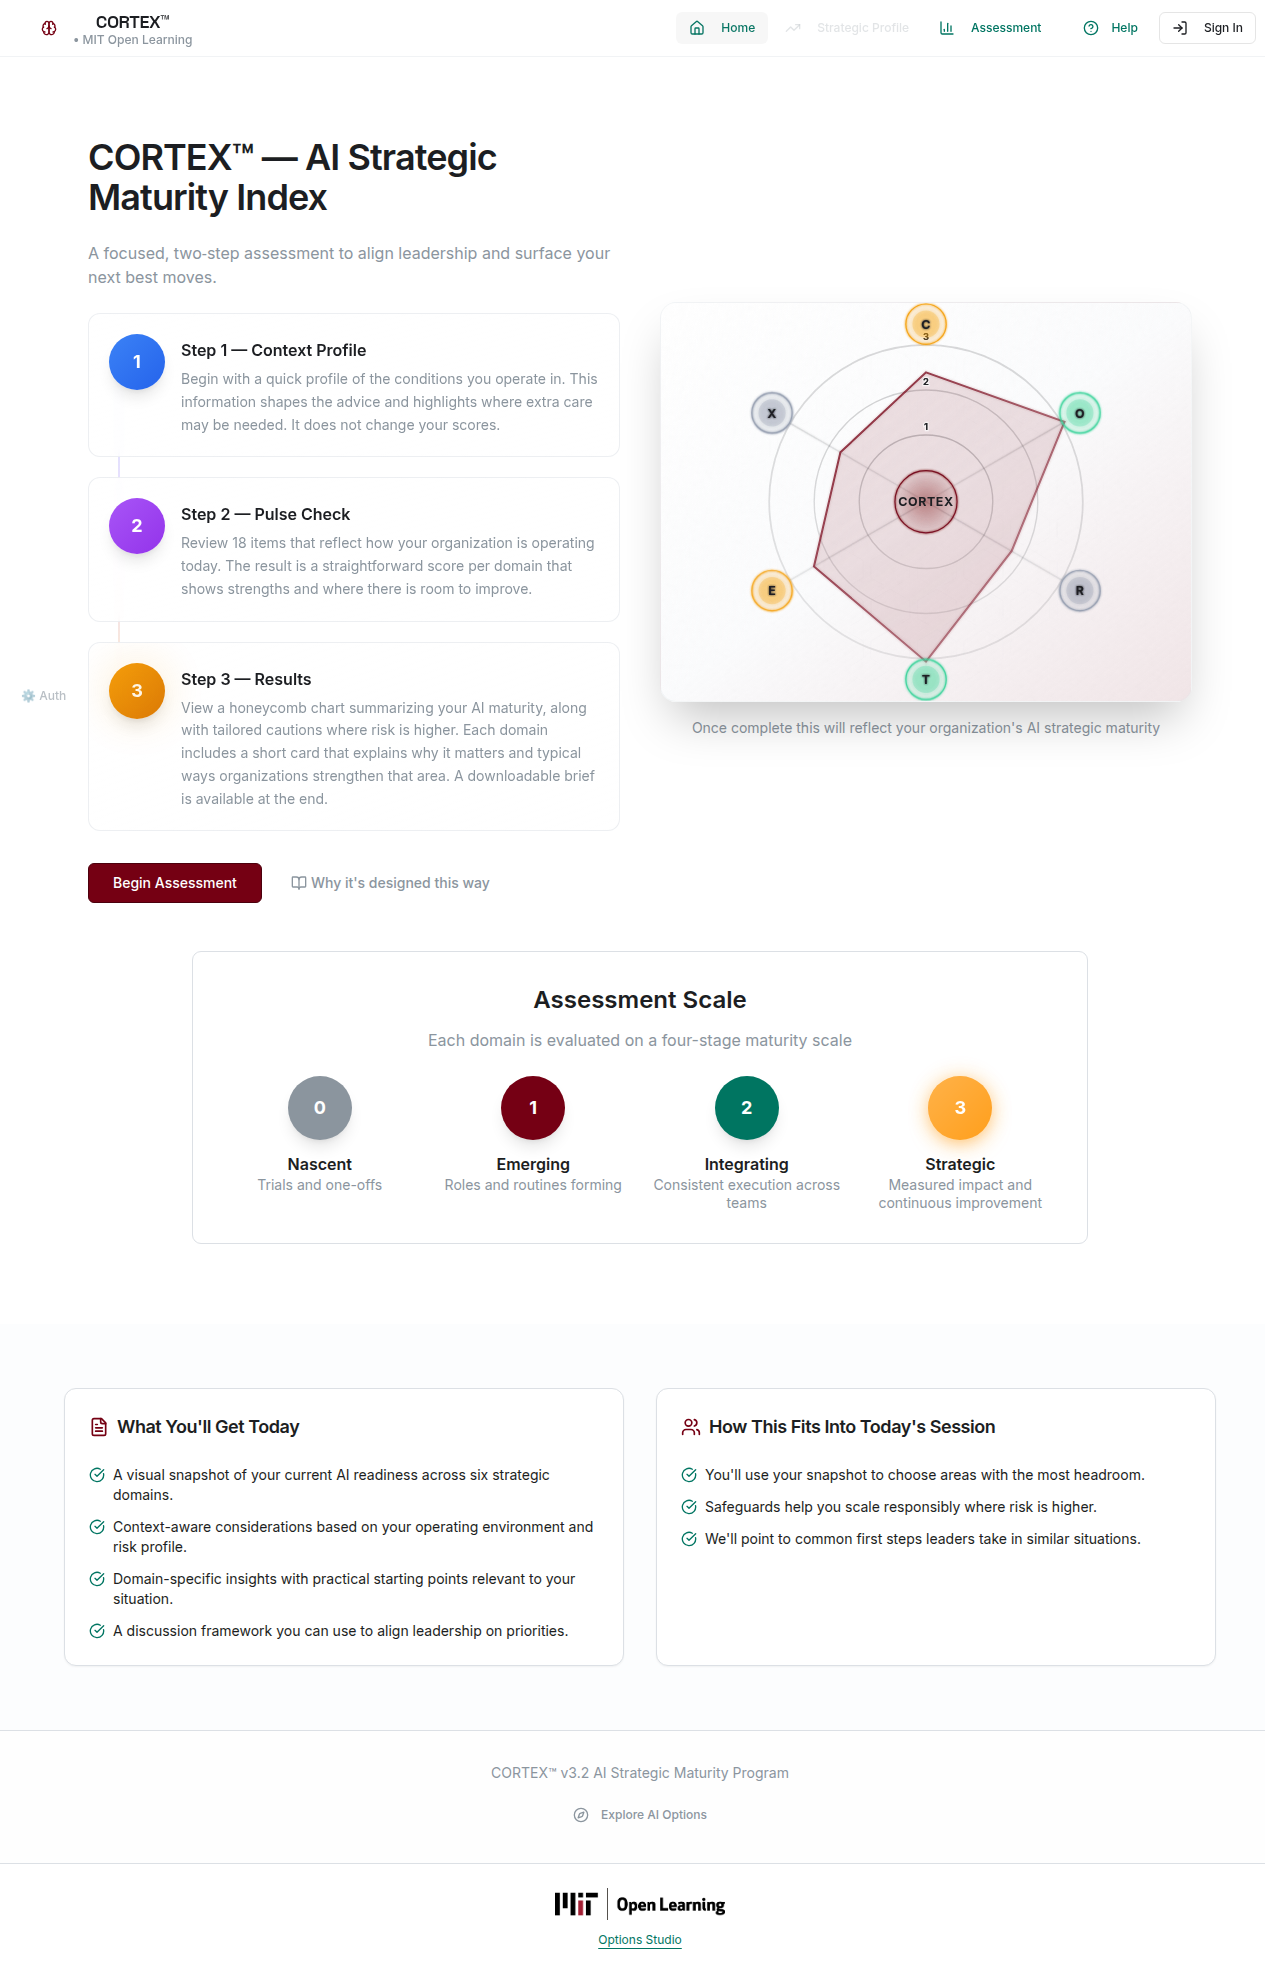 CORTEX™
• MIT Open Learning
Home
Strategic Profile
Assessment
Help
Sign In
CORTEX™ — AI Strategic
Maturity Index
A focused, two-step assessment to align leadership and surface your
next best moves.
1
Step 1 — Context Profile
Begin with a quick profile of the conditions you operate in. This
information shapes the advice and highlights where extra care
may be needed. It does not change your scores.
2
Step 2 — Pulse Check
Review 18 items that reflect how your organization is operating
today. The result is a straightforward score per domain that
shows strengths and where there is room to improve.
⚙️ Auth
3
Step 3 — Results
View a honeycomb chart summarizing your AI maturity, along
with tailored cautions where risk is higher. Each domain
includes a short card that explains why it matters and typical
ways organizations strengthen that area. A downloadable brief
is available at the end.
C
3
2
X
O
1
CORTEX
E
R
T
Once complete this will reflect your organization's AI strategic maturity
Begin Assessment
Why it's designed this way
Assessment Scale
Each domain is evaluated on a four-stage maturity scale
0
Nascent
Trials and one-offs
1
Emerging
Roles and routines forming
2
Integrating
Consistent execution across
teams
3
Strategic
Measured impact and
continuous improvement
What You'll Get Today
A visual snapshot of your current AI readiness across six strategic
domains.
Context-aware considerations based on your operating environment and
risk profile.
Domain-specific insights with practical starting points relevant to your
situation.
A discussion framework you can use to align leadership on priorities.
How This Fits Into Today's Session
You'll use your snapshot to choose areas with the most headroom.
Safeguards help you scale responsibly where risk is higher.
We'll point to common first steps leaders take in similar situations.
CORTEX™ v3.2 AI Strategic Maturity Program
Explore AI Options
MIT Open Learning
Options Studio